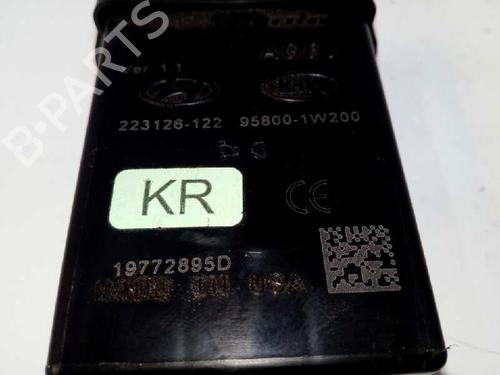 Ver 1.1
223126-122 95800-1W200
KR
CE
19772895D
USA
B-PARTS